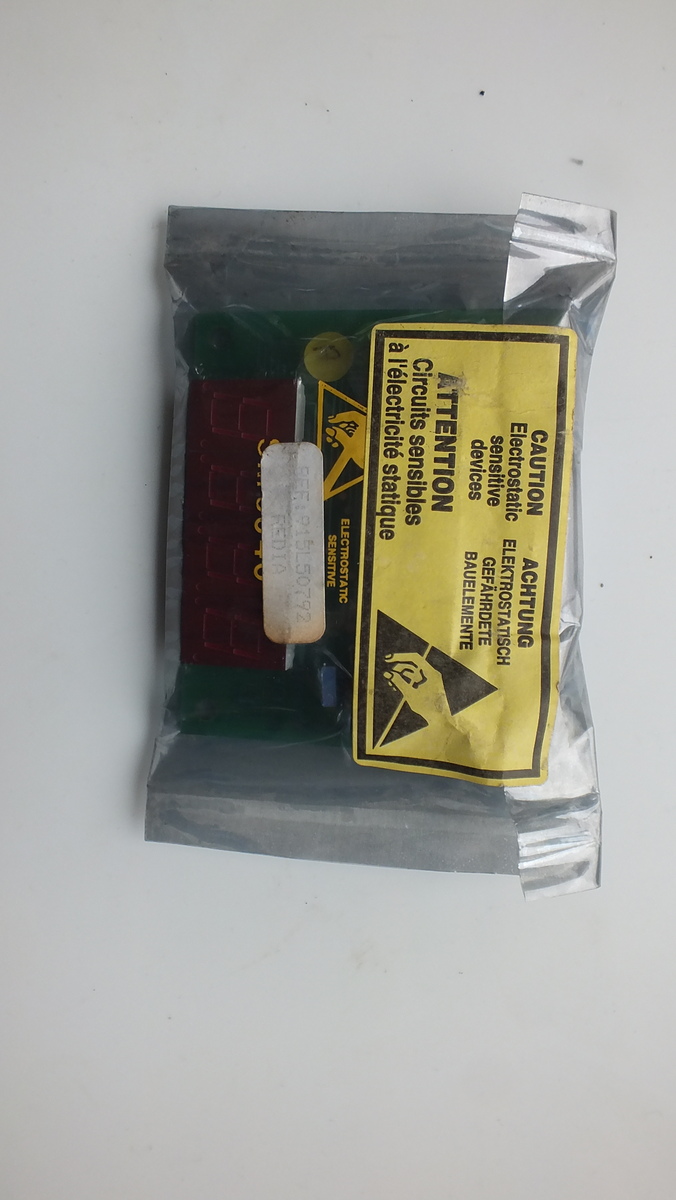 CAUTION
Electrostatic
sensitive
devices
ACHTUNG
ELEKTROSTATISCH
GEFÄHRDETE
BAUELEMENTE
ATTENTION
Circuits sensibles
à l'électricité statique
ELECTROSTATIC
SENSITIVE